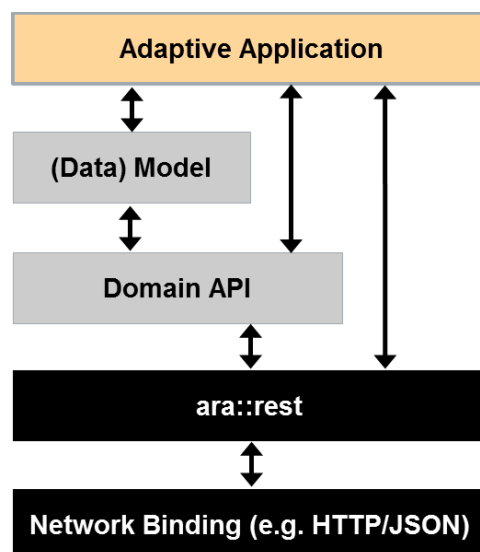 Adaptive Application
(Data) Model
Domain API
ara::rest
Network Binding (e.g. HTTP/JSON)